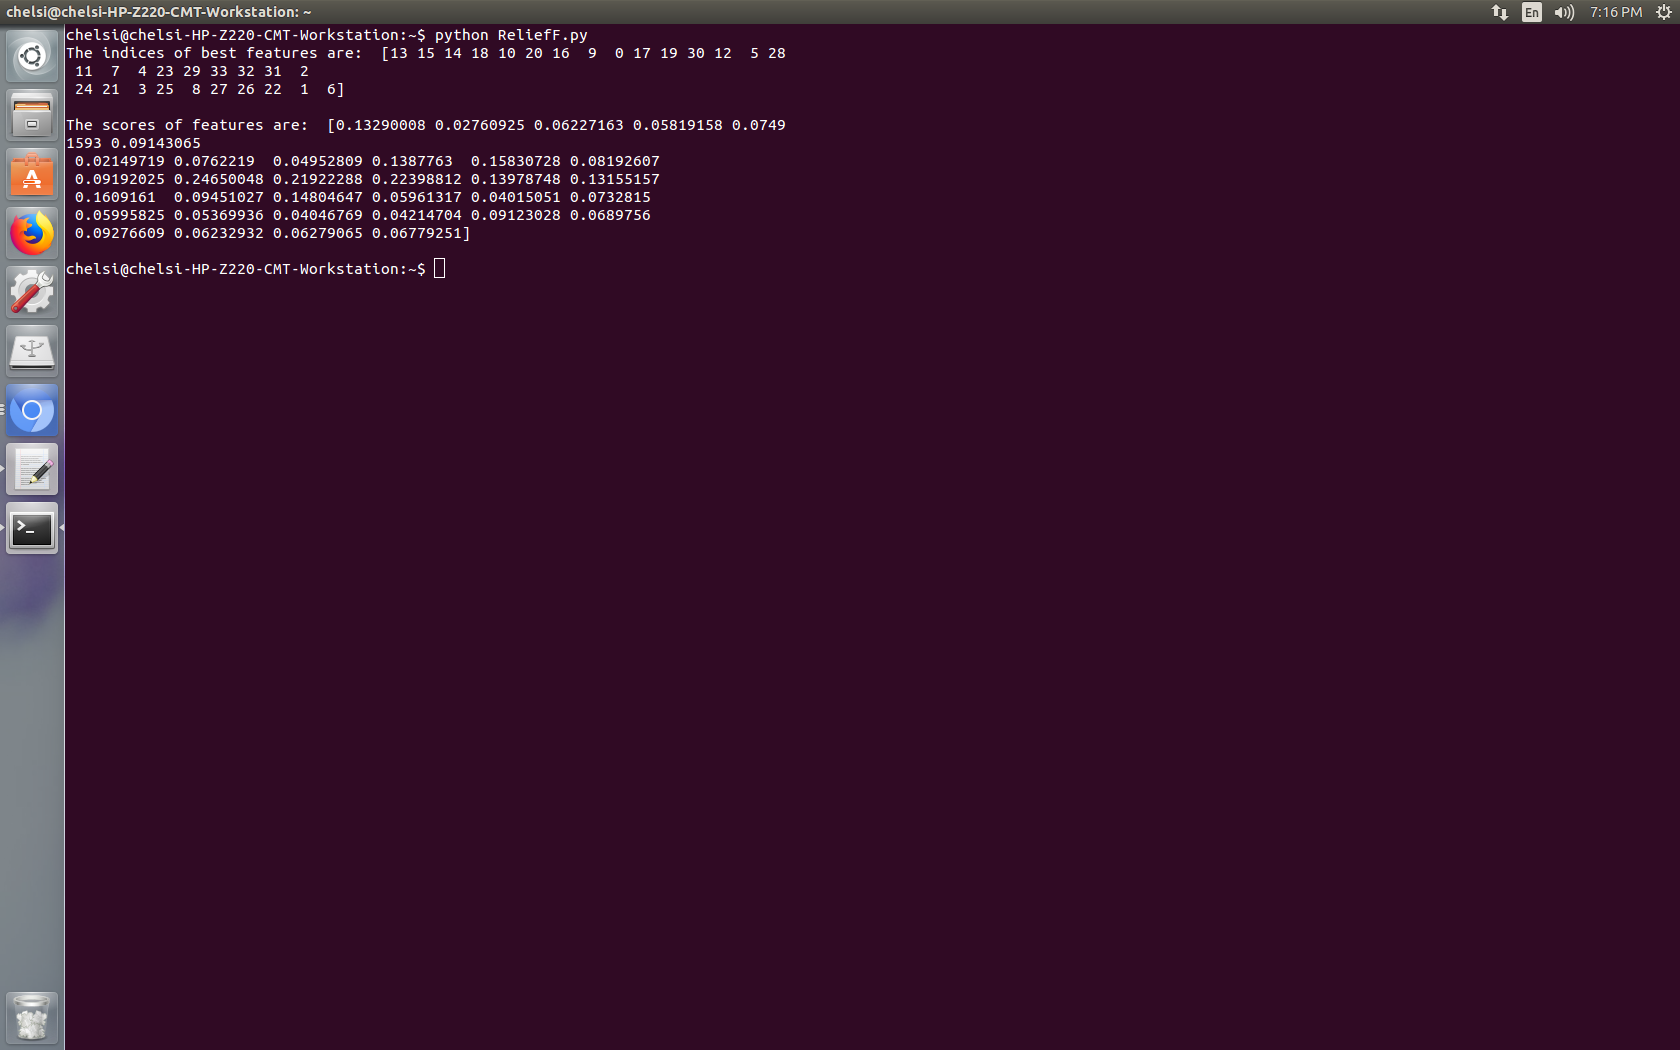 chelsi@chelsi-HP-Z220-CMT-Workstation: ~
En
7:16 PM
chelsi@chelsi-HP-Z220-CMT-Workstation:~$ python ReliefF.py
The indices of best features are:  [13 15 14 18 10 20 16  9  0 17 19 30 12  5 28
 11  7  4 23 29 33 32 31  2
 24 21  3 25  8 27 26 22  1  6]
The scores of features are:  [0.13290008 0.02760925 0.06227163 0.05819158 0.0749
1593 0.09143065
 0.02149719 0.0762219  0.04952809 0.1387763  0.15830728 0.08192607
 0.09192025 0.24650048 0.21922288 0.22398812 0.13978748 0.13155157
 0.1609161  0.09451027 0.14804647 0.05961317 0.04015051 0.0732815
 0.05995825 0.05369936 0.04046769 0.04214704 0.09123028 0.0689756
 0.09276609 0.06232932 0.06279065 0.06779251]
chelsi@chelsi-HP-Z220-CMT-Workstation:~$